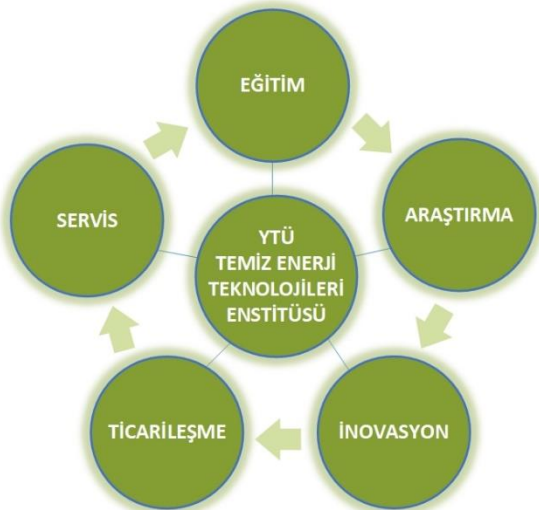 EĞİTİM
ARAŞTIRMA
İNOVASYON
TİCARİLEŞME
SERVİS
YTÜ
TEMİZ ENERJİ
TEKNOLOJİLERİ
ENSTİTÜSÜ